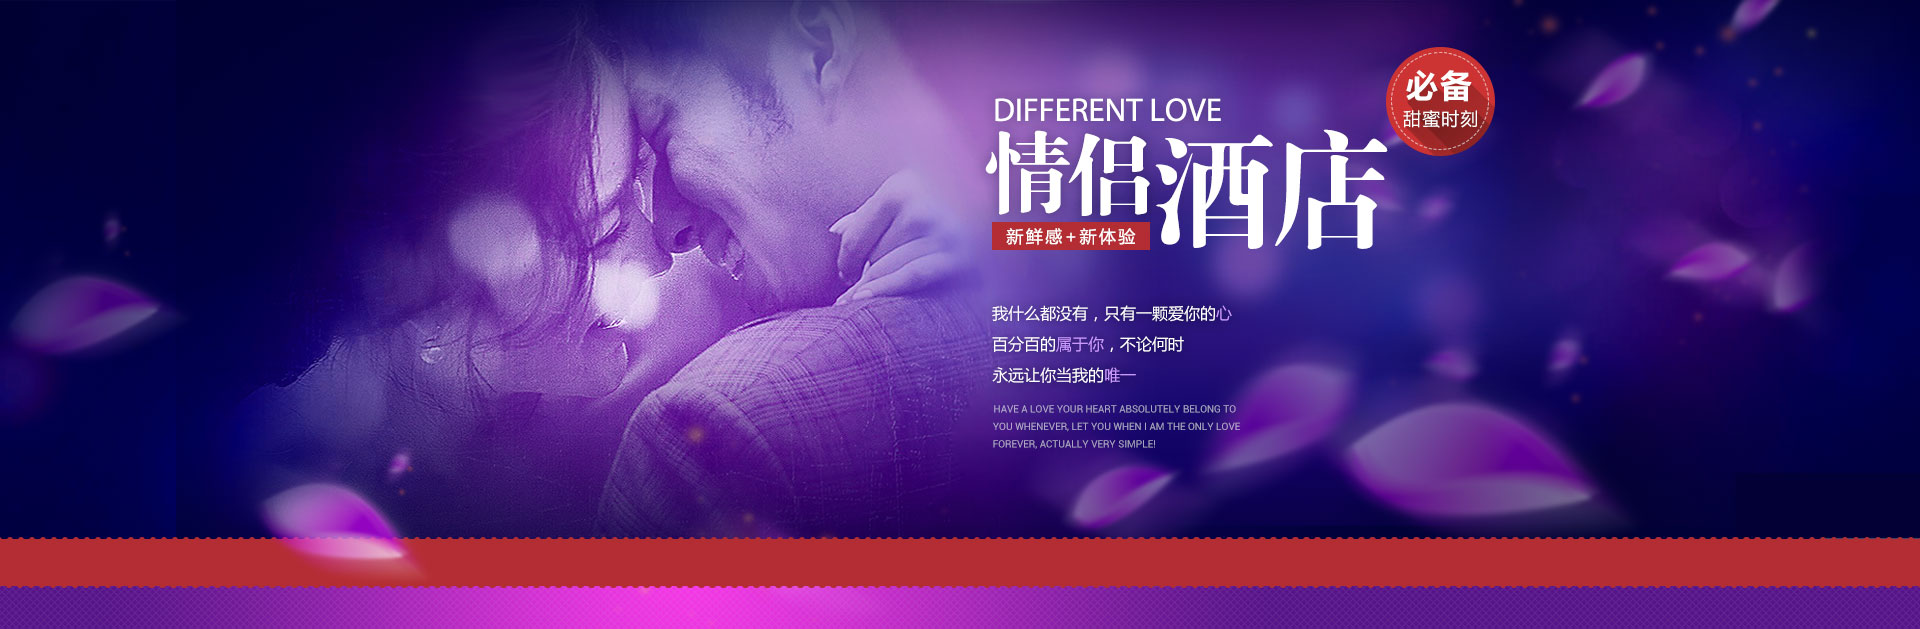 DIFFERENT LOVE
必备
甜蜜时刻
情侣酒店
新鲜感+新体验
我什么都没有，只有一颗爱你的心
百分百的属于你，不论何时
永远让你当我的唯一
HAVE A LOVE YOUR HEART ABSOLUTELY BELONG TO
YOU WHENEVER, LET YOU WHEN I AM THE ONLY LOVE
FOREVER, ACTUALLY VERY SIMPLE!